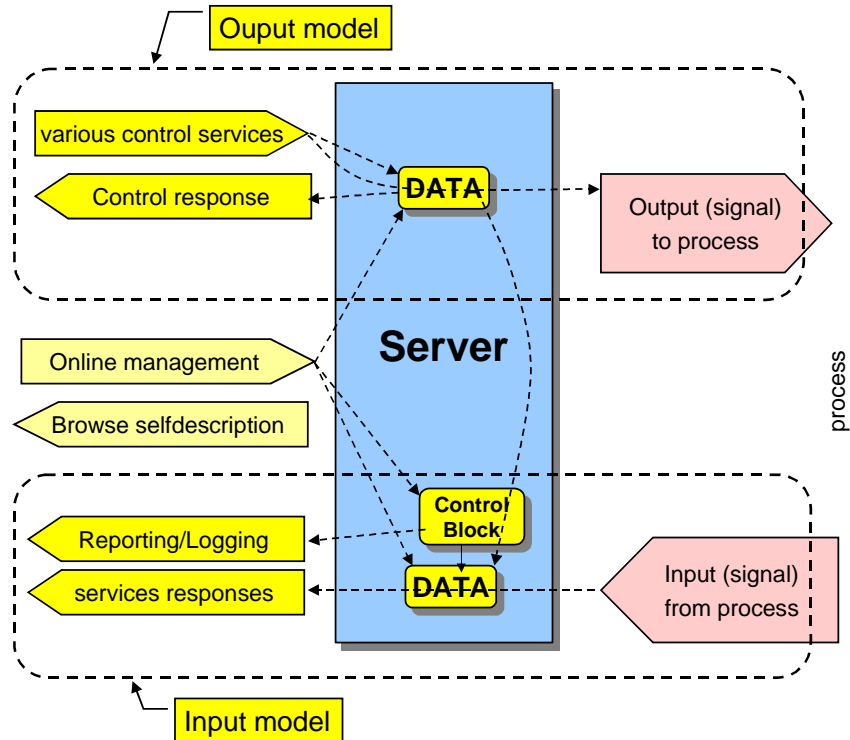 Ouput model
various control services
Control response
DATA
Output (signal)
to process
Online management
Server
Browse selfdescription
process
Control
Block
Reporting/Logging
services responses
DATA
Input (signal)
from process
Input model